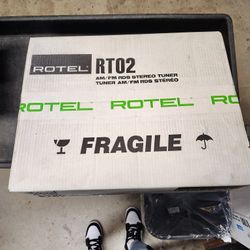 ROTEL RT02
AM/FM RDS STEREO TUNER
TUNER AM/FM RDS STÉRÉO
ROTEL ROTEL ROTEL
FRAGILE